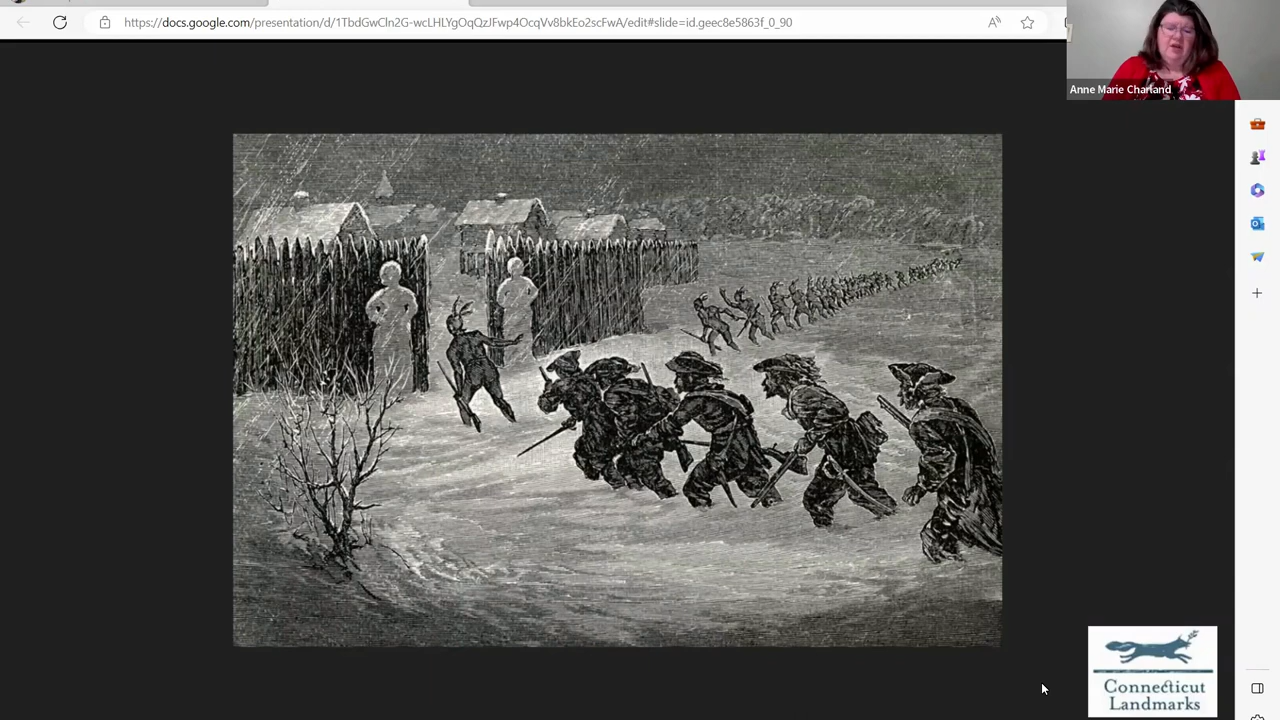 https://docs.google.com/presentation/d/1TbdGwCln2G-wcLHLYgOqQzJFwp4OcqVv8bkEo2scFwA/edit#slide=id.geec8e5863f_0_90
Anne Marie Charland
Connecticut
Landmarks